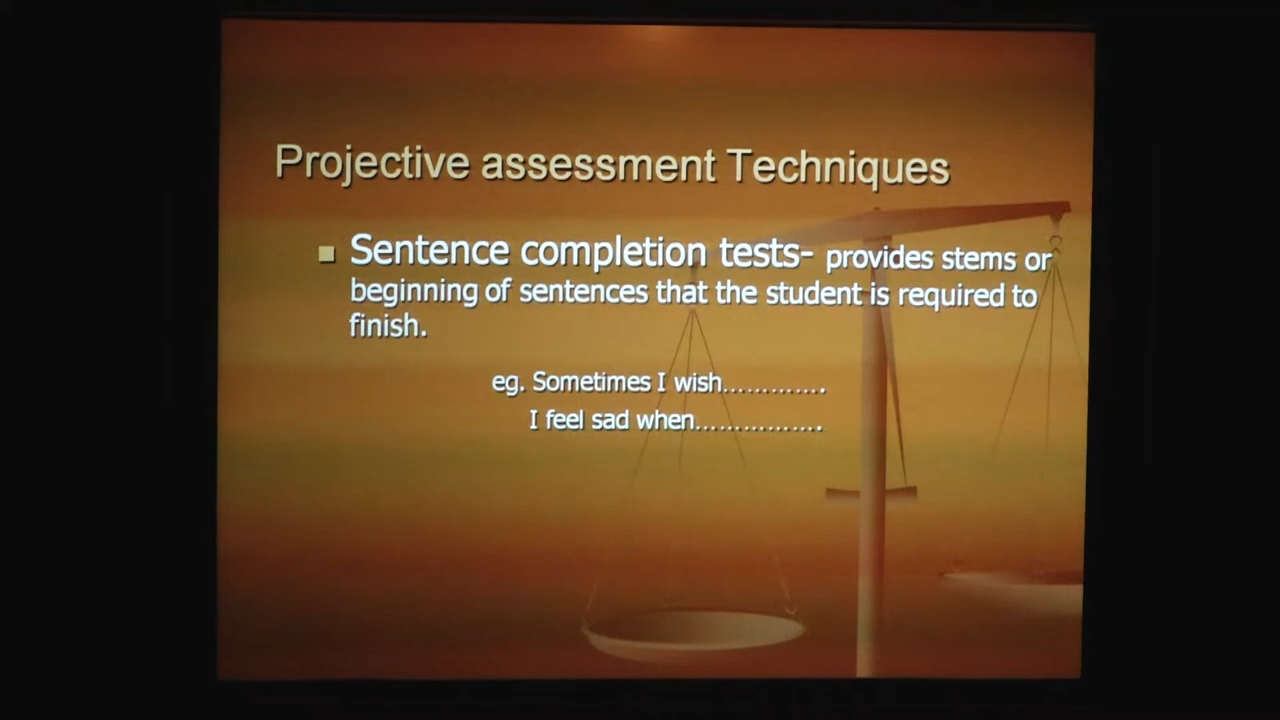 Projective assessment Techniques
Sentence completion tests- provides stems or
beginning of sentences that the student is required to
finish.
eg. Sometimes I wish………….
I feel sad when…………….